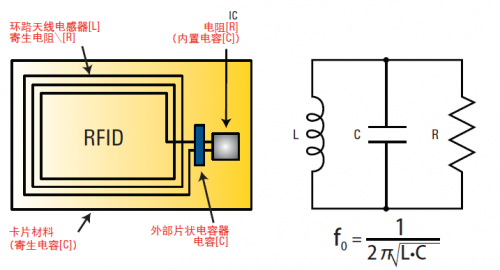 环路天线电感器[L]
寄生电阻\[R]
IC
电阻[R]
(内置电容[C])
RFID
卡片材料
(寄生电容[C])
外部片状电容器
电容[C]
L
C
R
f₀ = 1 / 2π√L·C